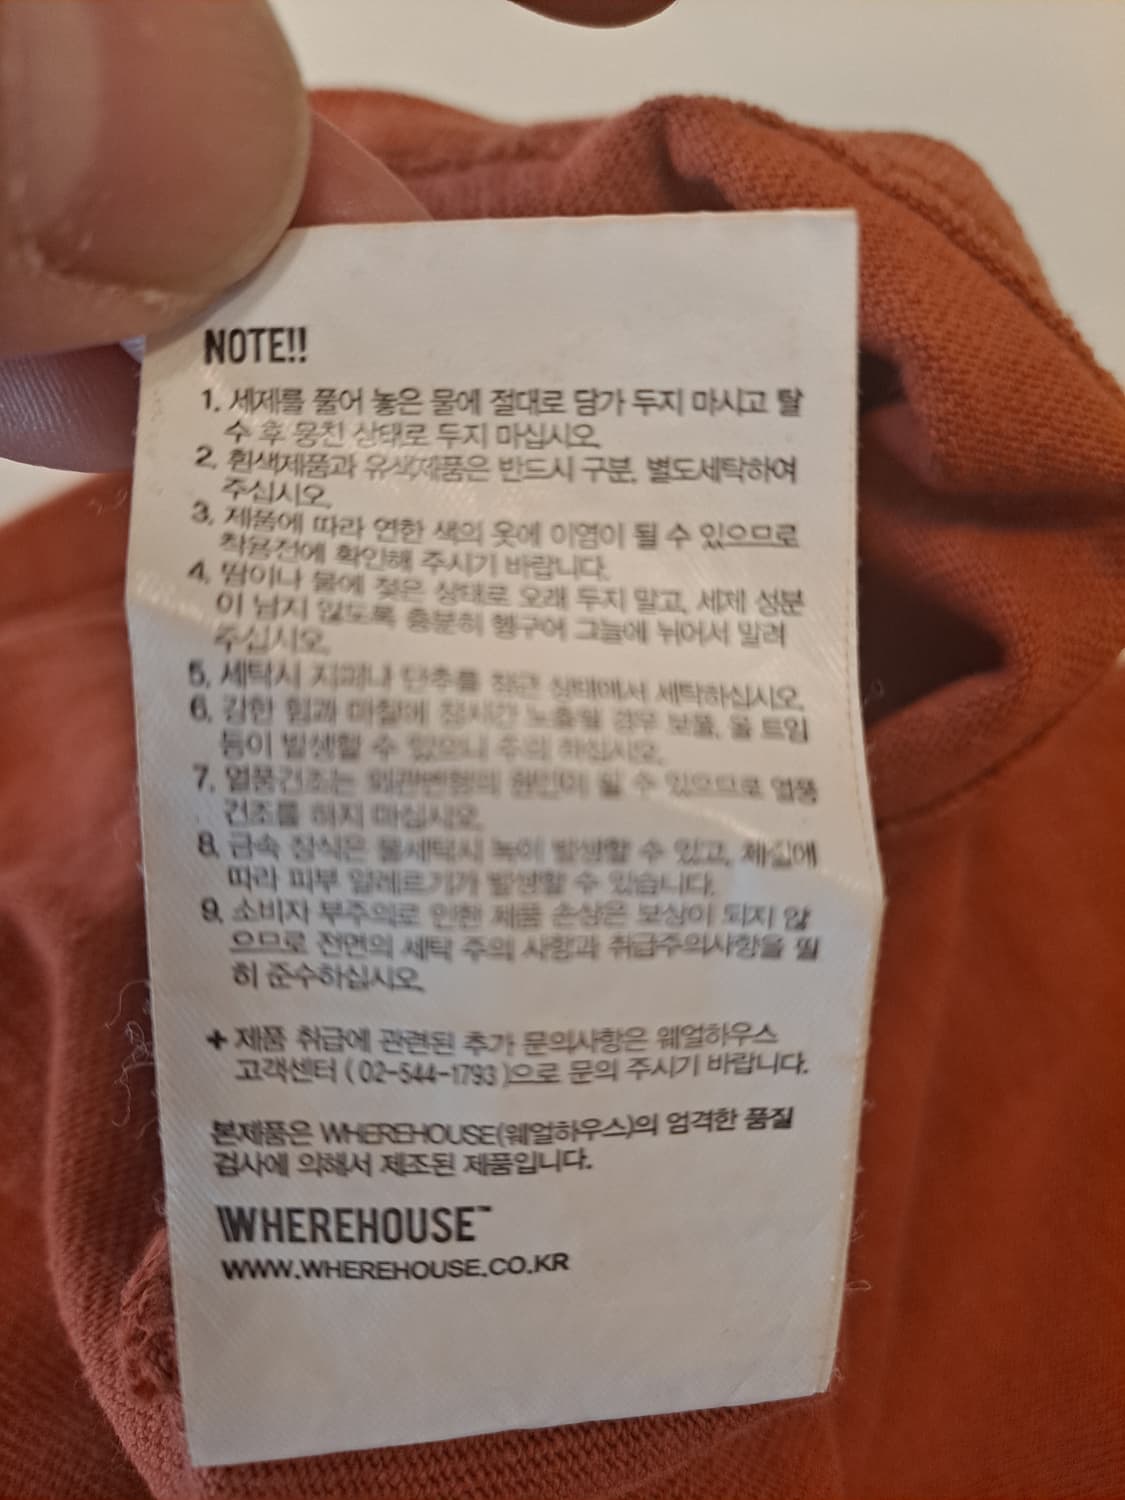 NOTE!!
1. 세제를 풀어 놓은 물에 절대로 담가 두지 마시고 탈
수 후 뭉친 상태로 두지 마십시오.
2. 흰색제품과 유색제품은 반드시 구분, 별도세탁하여
주십시오.
3. 제품에 따라 연한 색의 옷에 이염이 될 수 있으므로
착용전에 확인해 주시기 바랍니다.
4. 땀이나 물에 젖은 상태로 오래 두지 말고, 세제 성분
이 남지 않도록 충분히 헹구어 그늘에 뉘어서 말려
주십시오.
5. 세탁시 지퍼나 단추를 잠근 상태에서 세탁하십시오.
6. 강한 힘과 마찰에 장시간 노출될 경우 보풀, 올 트임
등이 발생할 수 있으니 주의 하십시오.
7. 열풍건조는 외관변형의 원인이 될 수 있으므로 열풍
건조를 하지 마십시오.
8. 금속 장식은 물세탁시 녹이 발생할 수 있고, 체질에
따라 피부 알레르기가 발생할 수 있습니다.
9. 소비자 부주의로 인한 제품 손상은 보상이 되지 않
으므로 전면의 세탁 주의 사항과 취급주의사항을 필
히 준수하십시오.
+ 제품 취급에 관련된 추가 문의사항은 웨얼하우스
고객센터 ( 02-544-1793 )으로 문의 주시기 바랍니다.
본제품은 WHEREHOUSE(웨얼하우스)의 엄격한 품질
검사에 의해서 제조된 제품입니다.
WHEREHOUSE™
WWW.WHEREHOUSE.CO.KR